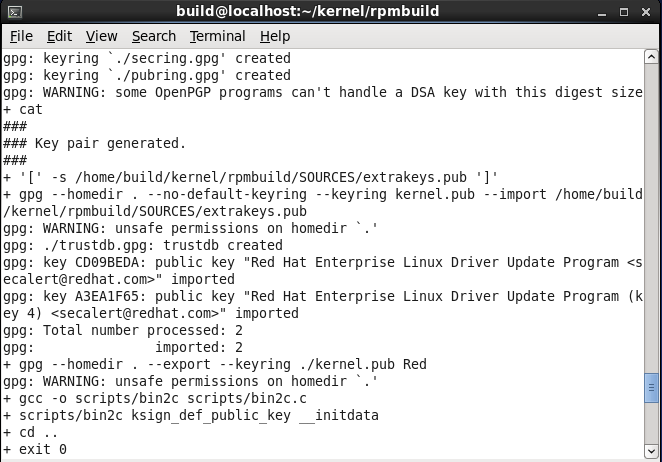 build@localhost:~/kernel/rpmbuild
File Edit View Search Terminal Help
gpg: keyring `./secring.gpg' created
gpg: keyring `./pubring.gpg' created
gpg: WARNING: some OpenPGP programs can't handle a DSA key with this digest size
+ cat
###
### Key pair generated.
###
+ '[' -s /home/build/kernel/rpmbuild/SOURCES/extrakeys.pub ']'
+ gpg --homedir . --no-default-keyring --keyring kernel.pub --import /home/build
/kernel/rpmbuild/SOURCES/extrakeys.pub
gpg: WARNING: unsafe permissions on homedir `.'
gpg: ./trustdb.gpg: trustdb created
gpg: key CD09BEDA: public key "Red Hat Enterprise Linux Driver Update Program <s
ecalert@redhat.com>" imported
gpg: key A3EA1F65: public key "Red Hat Enterprise Linux Driver Update Program (k
ey 4) <secalert@redhat.com>" imported
gpg: Total number processed: 2
gpg:               imported: 2
+ gpg --homedir . --export --keyring ./kernel.pub Red
gpg: WARNING: unsafe permissions on homedir `.'
+ gcc -o scripts/bin2c scripts/bin2c.c
+ scripts/bin2c ksign_def_public_key __initdata
+ cd ..
+ exit 0